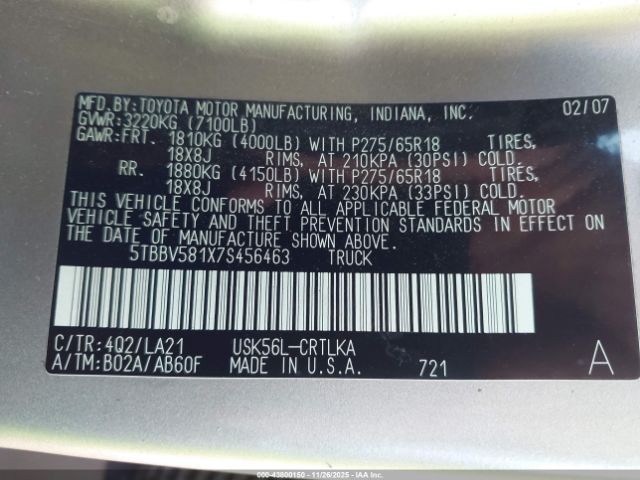 MFD. BY: TOYOTA MOTOR MANUFACTURING, INDIANA, INC. 02/07
GVWR: 3220KG (7100LB)
GAWR: FRT. 1810KG (4000LB) WITH P275/65R18 TIRES,
18X8J RIMS, AT 210KPA (30PSI) COLD.
RR. 1880KG (4150LB) WITH P275/65R18 TIRES,
18X8J RIMS, AT 230KPA (33PSI) COLD.
THIS VEHICLE CONFORMS TO ALL APPLICABLE FEDERAL MOTOR
VEHICLE SAFETY AND THEFT PREVENTION STANDARDS IN EFFECT ON
THE DATE OF MANUFACTURE SHOWN ABOVE.
5TBBV581X7S456463 TRUCK
C/TR: 4Q2/LA21 USK56L-CRTLKA
A/TM: B02A/AB60F MADE IN U.S.A. 721 A
000-43800150 - 11/26/2025 - IAAI.CA